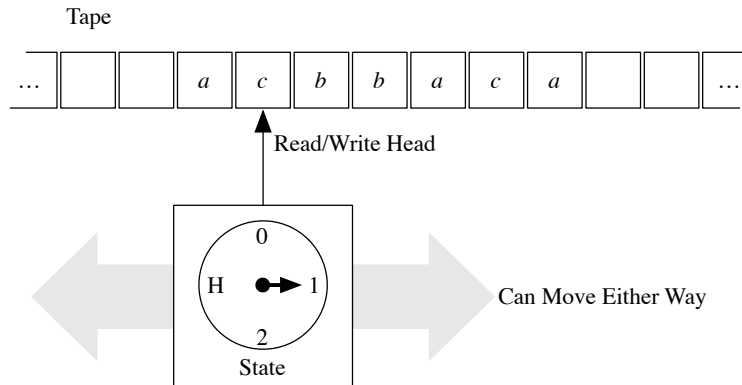 Tape
… a c b b a c a …
Read/Write Head
0
H 1
2
State
Can Move Either Way